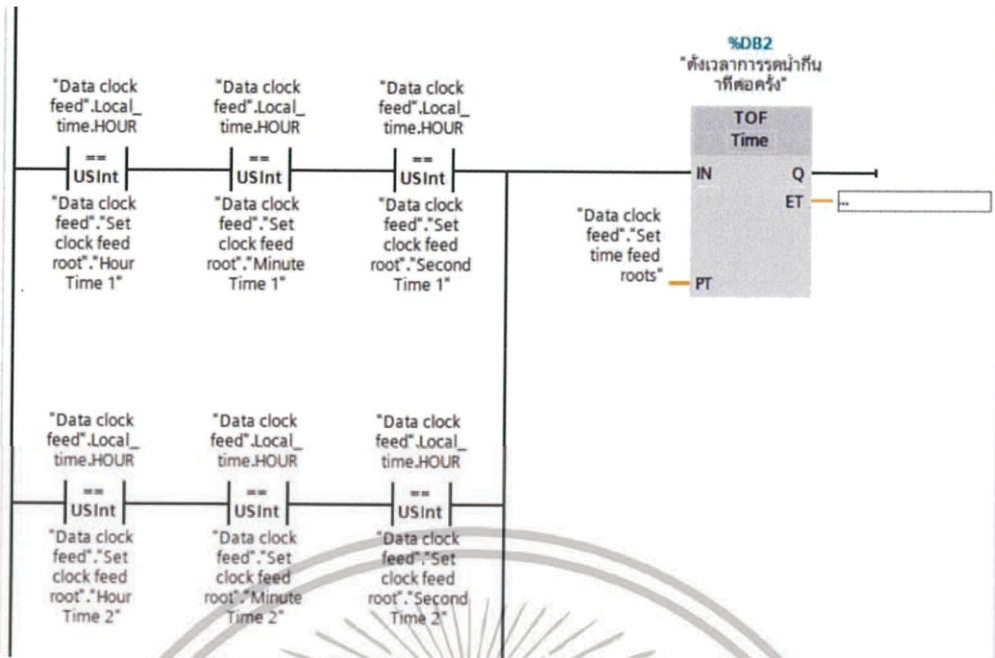 %DB2
"ตั้งเวลาการรดน้ำกี่น
าทีต่อครั้ง"
TOF
Time
IN
Q
ET
...
"Data clock
feed"."Set
time feed
roots"
PT
"Data clock
feed".Local_
time.HOUR
==
USInt
"Data clock
feed"."Set
clock feed
root"."Hour
Time 1"
"Data clock
feed".Local_
time.HOUR
==
USInt
"Data clock
feed"."Set
clock feed
root"."Minute
Time 1"
"Data clock
feed".Local_
time.HOUR
==
USInt
"Data clock
feed"."Set
clock feed
root"."Second
Time 1"
"Data clock
feed".Local_
time.HOUR
==
USInt
"Data clock
feed"."Set
clock feed
root"."Hour
Time 2"
"Data clock
feed".Local_
time.HOUR
==
USInt
"Data clock
feed"."Set
clock feed
root"."Minute
Time 2"
"Data clock
feed".Local_
time.HOUR
==
USInt
"Data clock
feed"."Set
clock feed
root"."Second
Time 2"